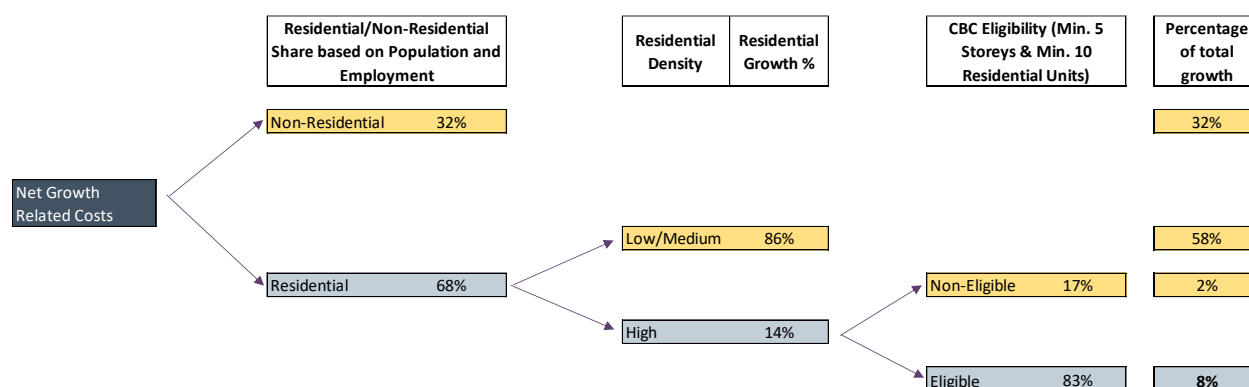 Residential/Non-Residential
Share based on Population and
Employment
Residential
Density
Residential
Growth %
CBC Eligibility (Min. 5
Storeys & Min. 10
Residential Units)
Percentage
of total
growth
Non-Residential 32%
32%
Net Growth
Related Costs
Low/Medium 86%
58%
Residential 68%
Non-Eligible 17%
2%
High 14%
Eligible 83%
8%